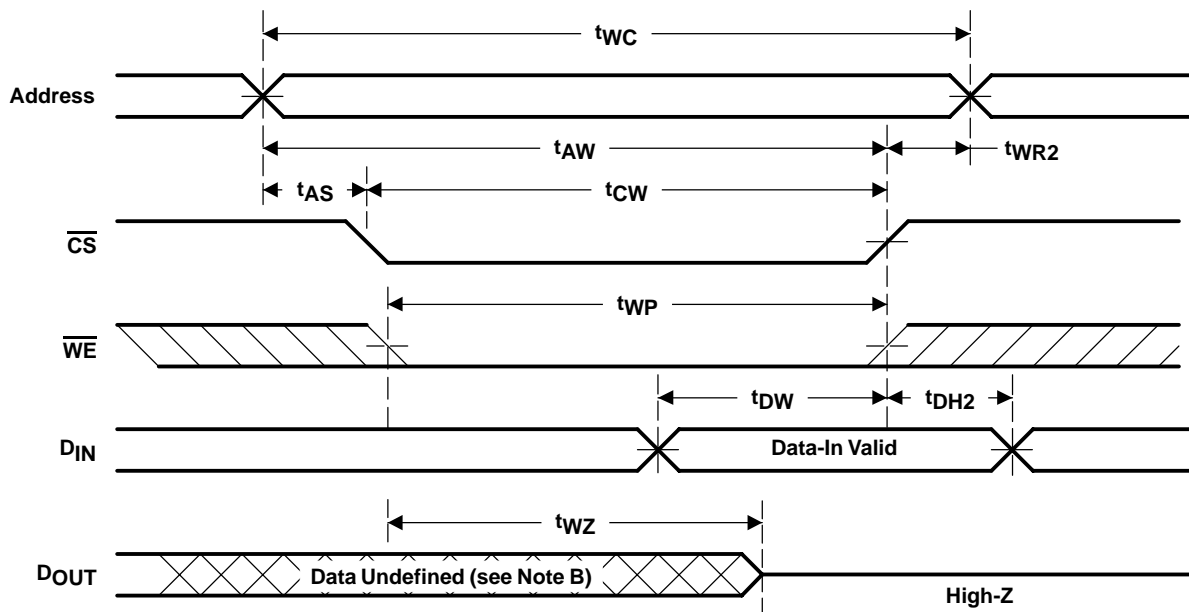 tWC
Address
tAW
tWR2
tAS
tCW
CS
tWP
WE
tDW
tDH2
DIN
Data-In Valid
tWZ
DOUT
Data Undefined (see Note B)
High-Z